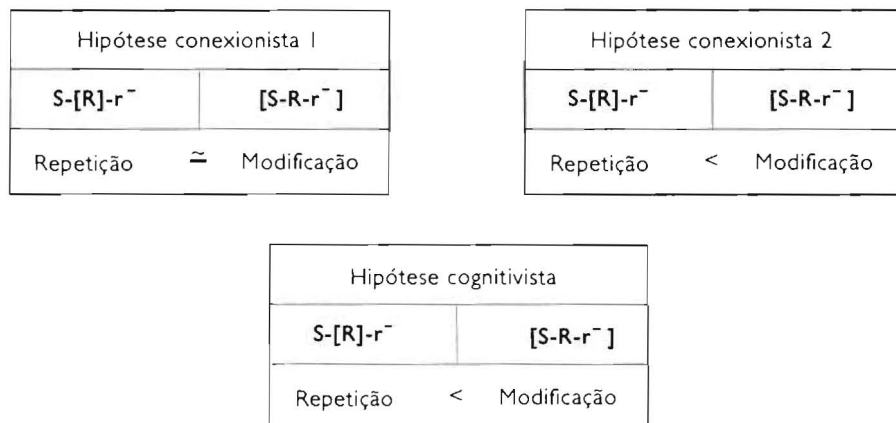 Hipótese conexionista 1 Hipótese conexionista 2
S-[R]-r⁻ [S-R-r⁻] S-[R]-r⁻ [S-R-r⁻]
Repetição ≃ Modificação Repetição < Modificação
Hipótese cognitivista
S-[R]-r⁻ [S-R-r⁻]
Repetição < Modificação